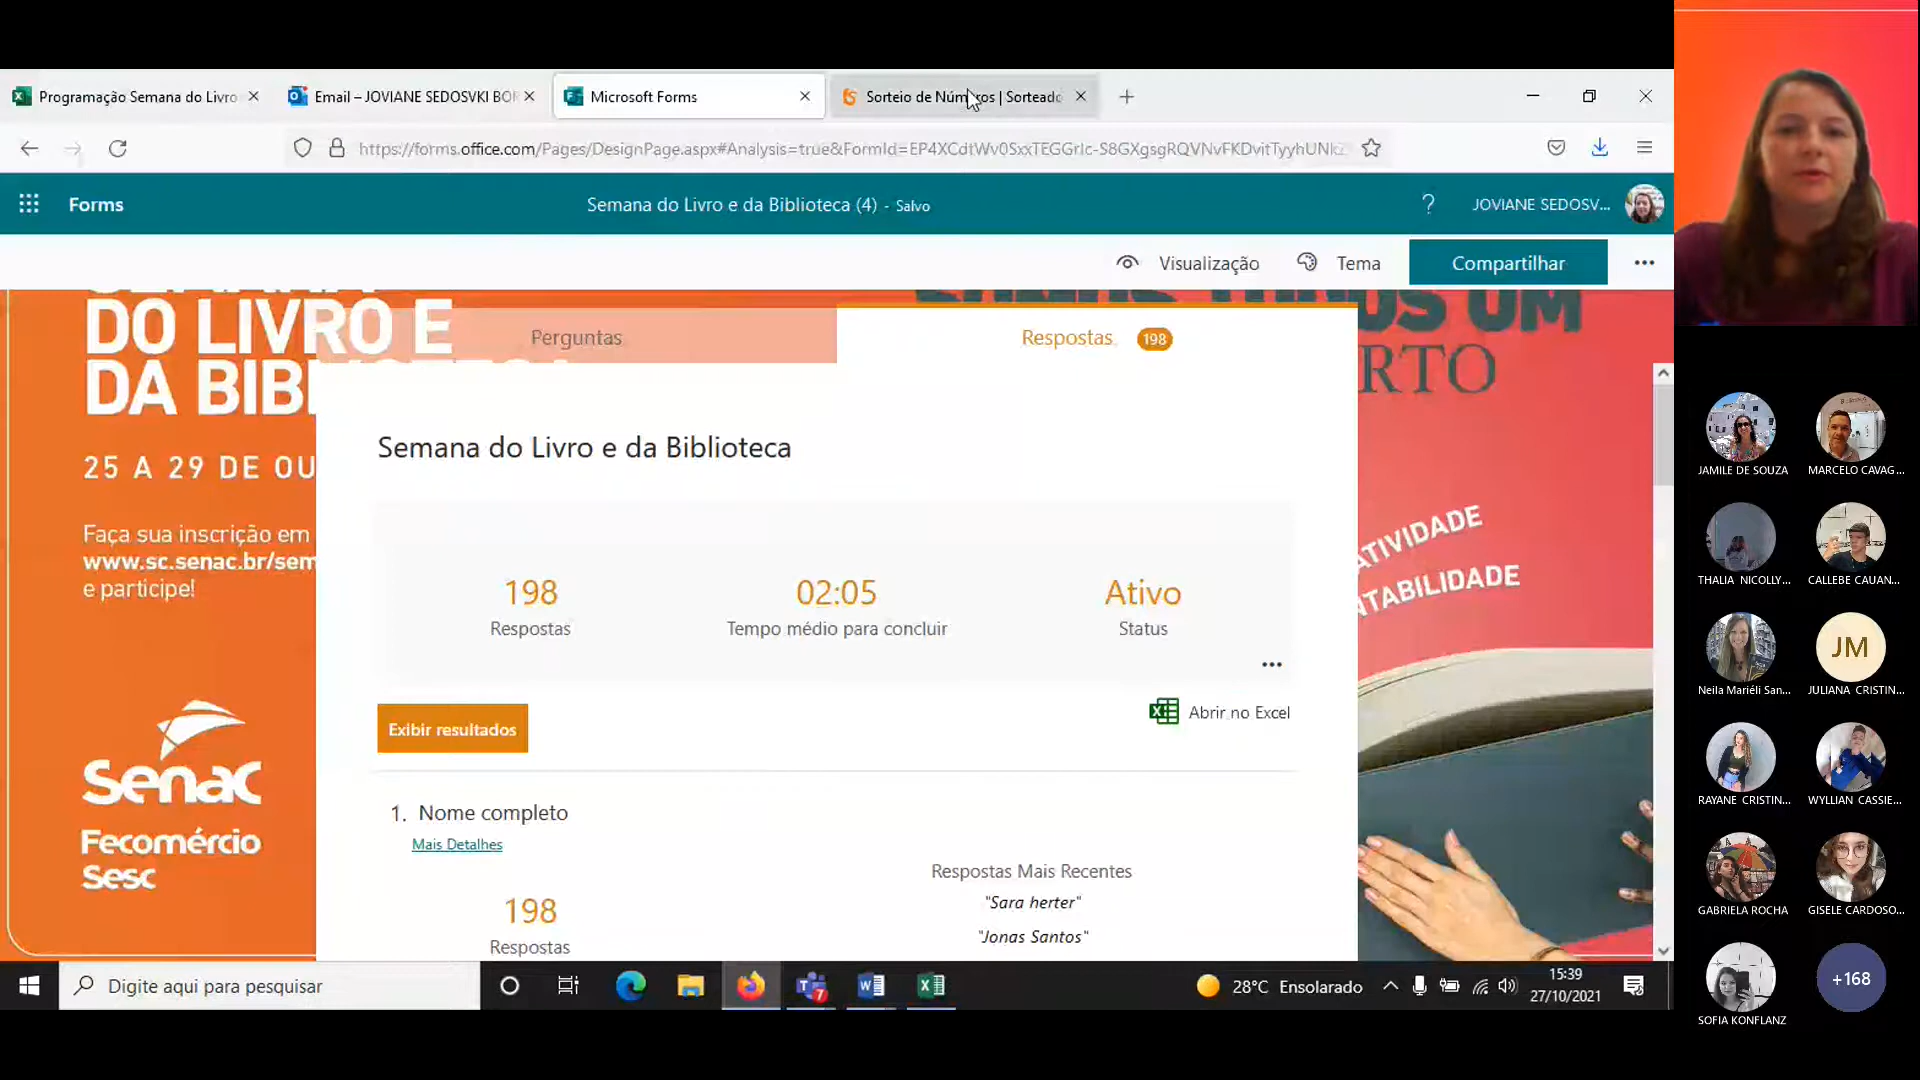 Programação Semana do Livro
Email – JOVIANE SEDOSVKI BO
Microsoft Forms
Sorteio de Números | Sortead
https://forms.office.com/Pages/DesignPage.aspx#Analysis=true&FormId=
Forms
Semana do Livro e da Biblioteca (4) - Salvo
?
JOVIANE SEDOSV...
Visualização
Tema
Compartilhar
DO LIVRO E
DA BIBL
25 A 29 DE OU
Faça sua inscrição em
www.sc.senac.br/sem
e participe!
Senac
Fecomércio
Sesc
OS UM
RTO
ATIVIDADE
NTABILIDADE
Perguntas
Respostas 198
Semana do Livro e da Biblioteca
198
Respostas
02:05
Tempo médio para concluir
Ativo
Status
Exibir resultados
Abrir no Excel
1. Nome completo
Mais Detalhes
198
Respostas
Respostas Mais Recentes
"Sara herter"
"Jonas Santos"
Digite aqui para pesquisar
7
28°C Ensolarado
15:39
27/10/2021
JAMILE DE SOUZA
MARCELO CAVAG...
THALIA NICOLLY...
CALLEBE CAUAN...
Neila Mariéli San...
JM
JULIANA CRISTIN...
RAYANE CRISTIN...
WYLLIAN CASSIE...
GABRIELA ROCHA
GISELE CARDOSO...
SOFIA KONFLANZ
+168